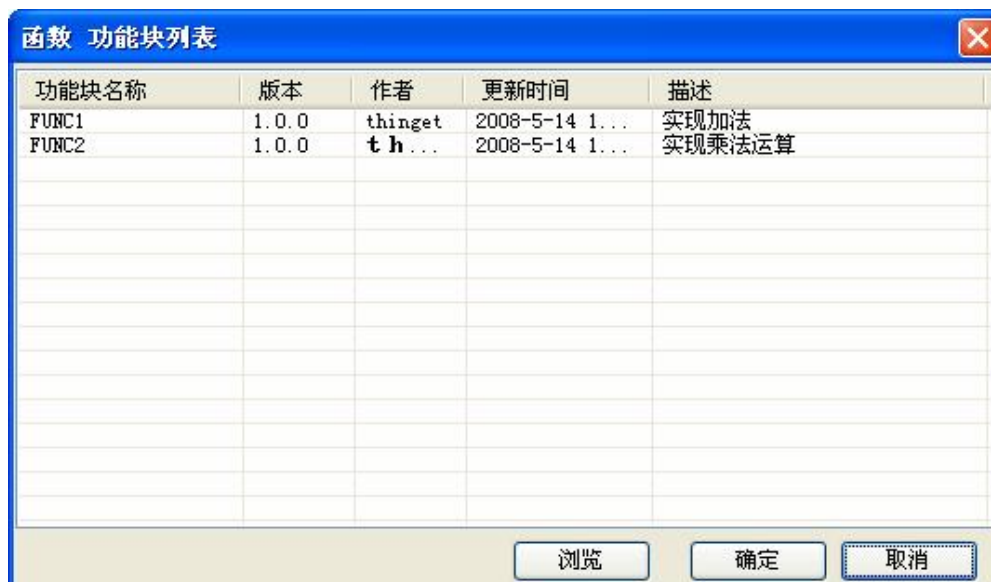 函数 功能块列表
功能块名称 版本 作者 更新时间 描述
FUNC1 1.0.0 thinget 2008-5-14 1... 实现加法
FUNC2 1.0.0 th... 2008-5-14 1... 实现乘法运算
浏览 确定 取消